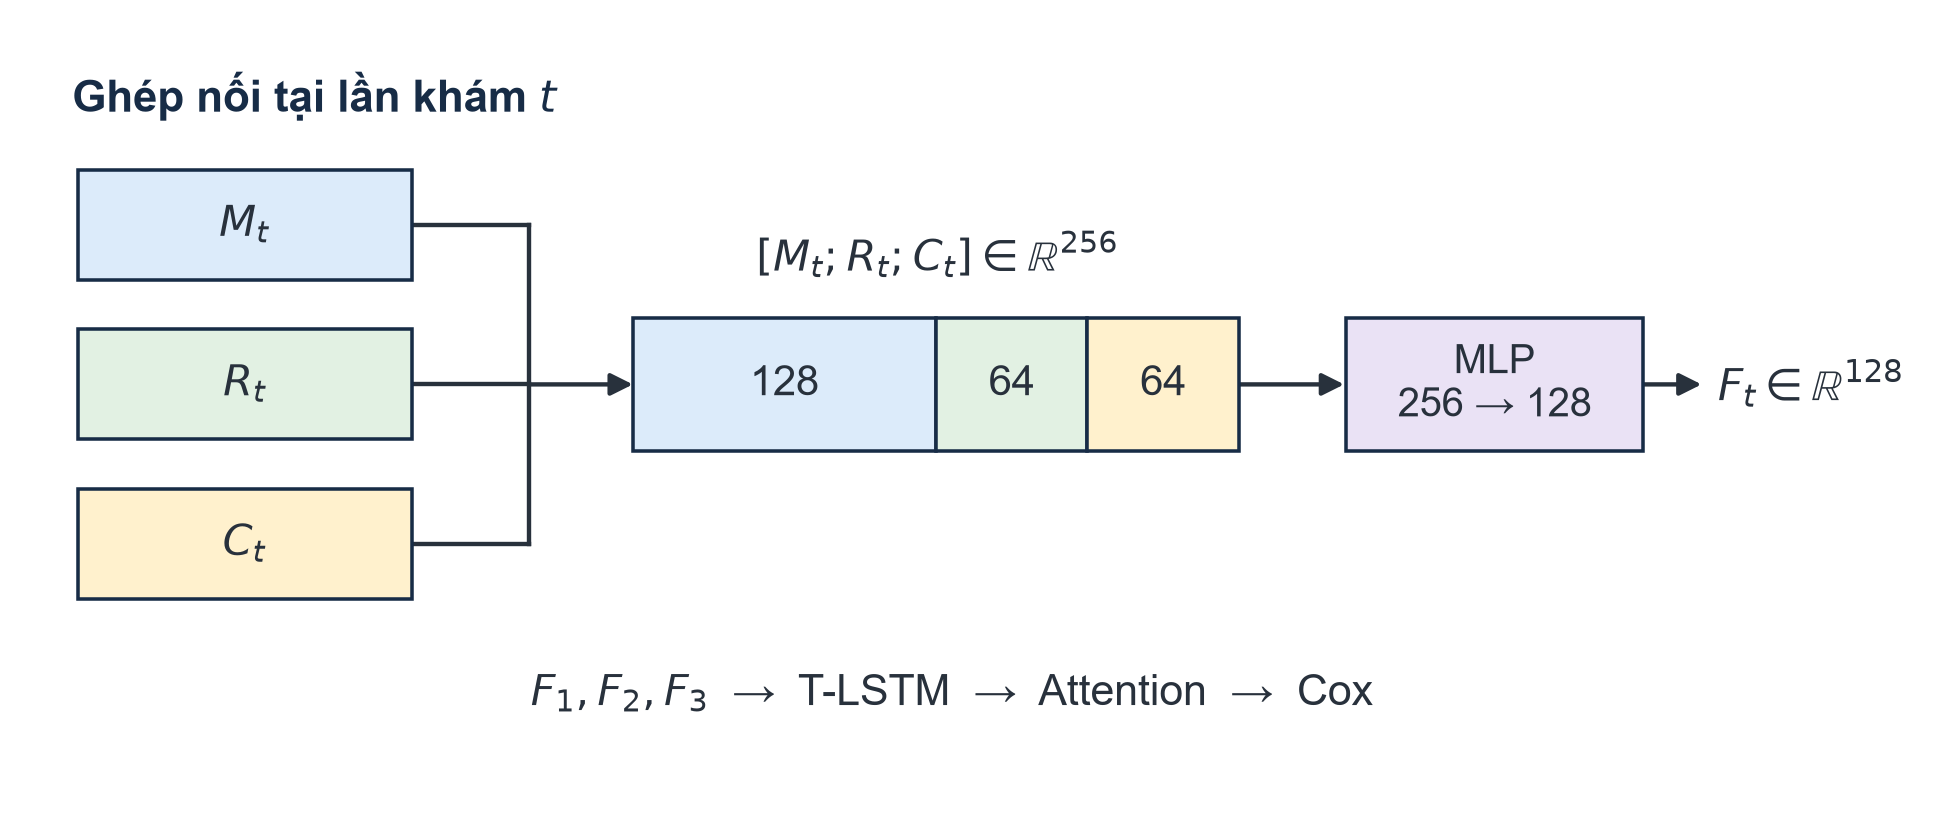 Ghép nối tại lần khám t
M_t
R_t
C_t
[M_t; R_t; C_t] ∈ ℝ^256
128
64
64
MLP
256 → 128
F_t ∈ ℝ^128
F_1, F_2, F_3 → T-LSTM → Attention → Cox